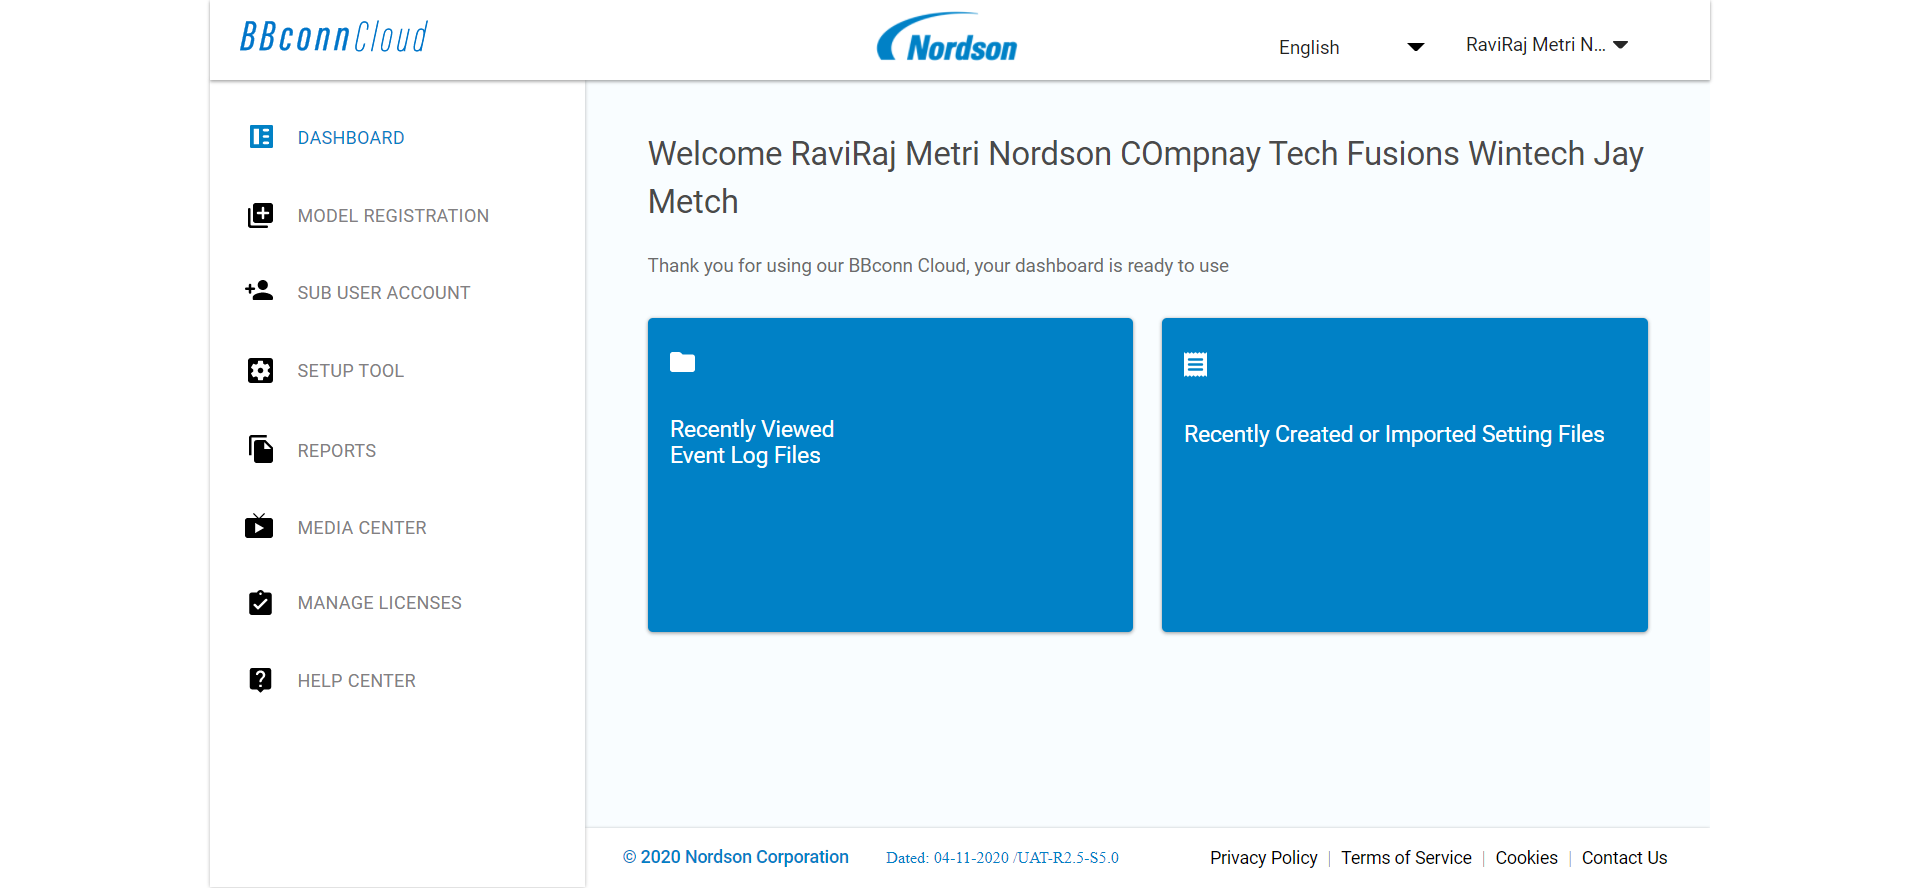 BBconnCloud
Nordson
English
RaviRaj Metri N...
DASHBOARD
MODEL REGISTRATION
SUB USER ACCOUNT
SETUP TOOL
REPORTS
MEDIA CENTER
MANAGE LICENSES
HELP CENTER
Welcome RaviRaj Metri Nordson COmpnay Tech Fusions Wintech Jay
Metch
Thank you for using our BBconn Cloud, your dashboard is ready to use
Recently Viewed
Event Log Files
Recently Created or Imported Setting Files
© 2020 Nordson Corporation
Dated: 04-11-2020 /UAT-R2.5-S5.0
Privacy Policy | Terms of Service | Cookies | Contact Us